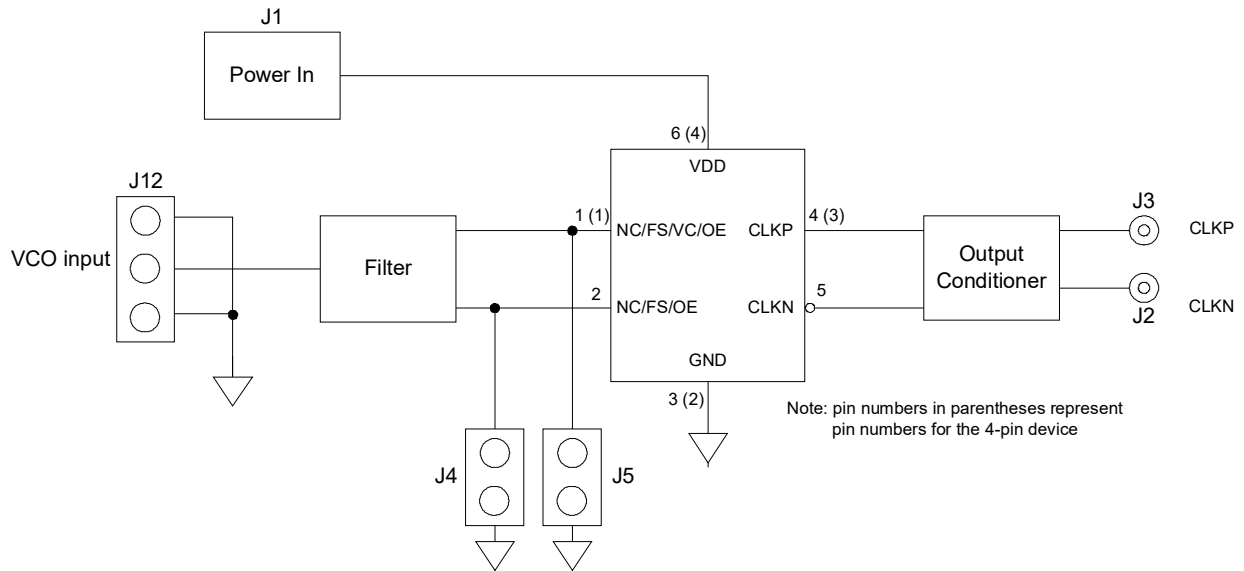 J1
Power In
6 (4)
VDD
J12
VCO input
Filter
1 (1)
NC/FS/VC/OE
CLKP
4 (3)
2
NC/FS/OE
CLKN
5
GND
3 (2)
Output
Conditioner
J3
CLKP
J2
CLKN
Note: pin numbers in parentheses represent
pin numbers for the 4-pin device
J4
J5